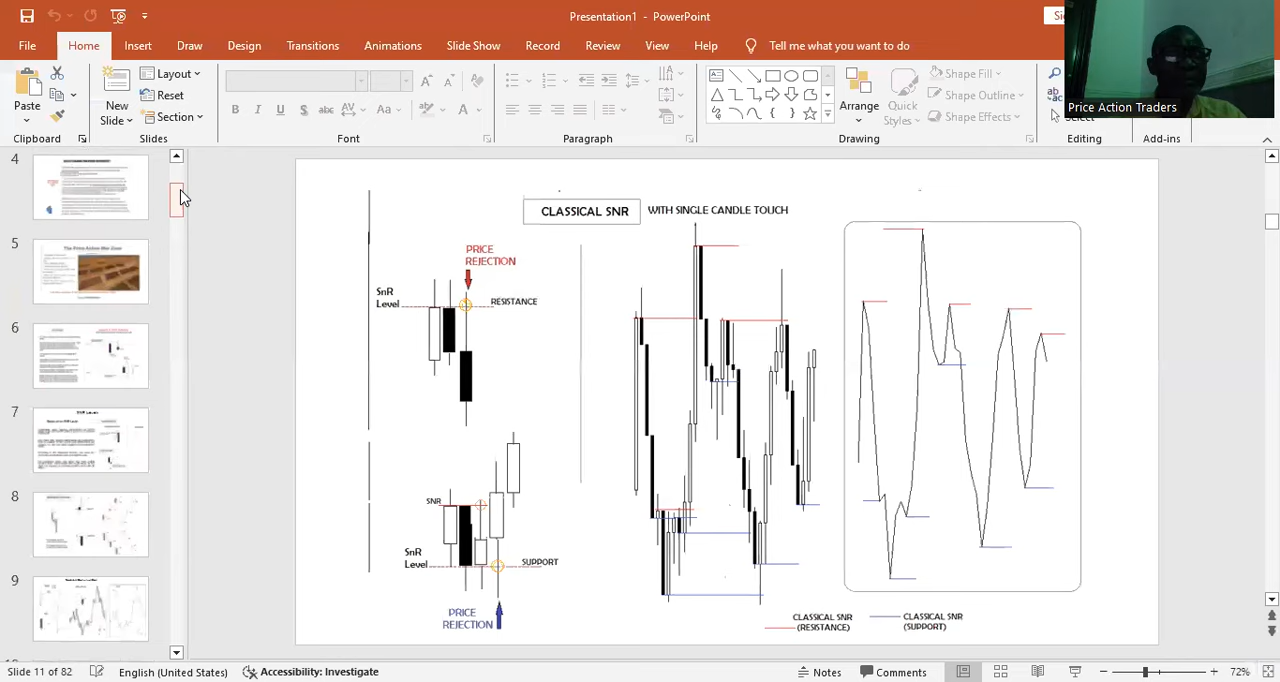 Presentation1 - PowerPoint
File
Home
Insert
Draw
Design
Transitions
Animations
Slide Show
Record
Review
View
Help
Tell me what you want to do
Price Action Traders
Paste
New
Slide
Layout
Reset
Section
Arrange
Quick
Styles
Shape Fill
Shape Outline
Shape Effects
Clipboard
Slides
Font
Paragraph
Drawing
Editing
Add-ins
4
5
6
7
8
9
CLASSICAL SNR
WITH SINGLE CANDLE TOUCH
PRICE
REJECTION
SnR
Level
RESISTANCE
SNR
SnR
Level
SUPPORT
PRICE
REJECTION
CLASSICAL SNR
(RESISTANCE)
CLASSICAL SNR
(SUPPORT)
Slide 11 of 82
English (United States)
Accessibility: Investigate
Notes
Comments
72%